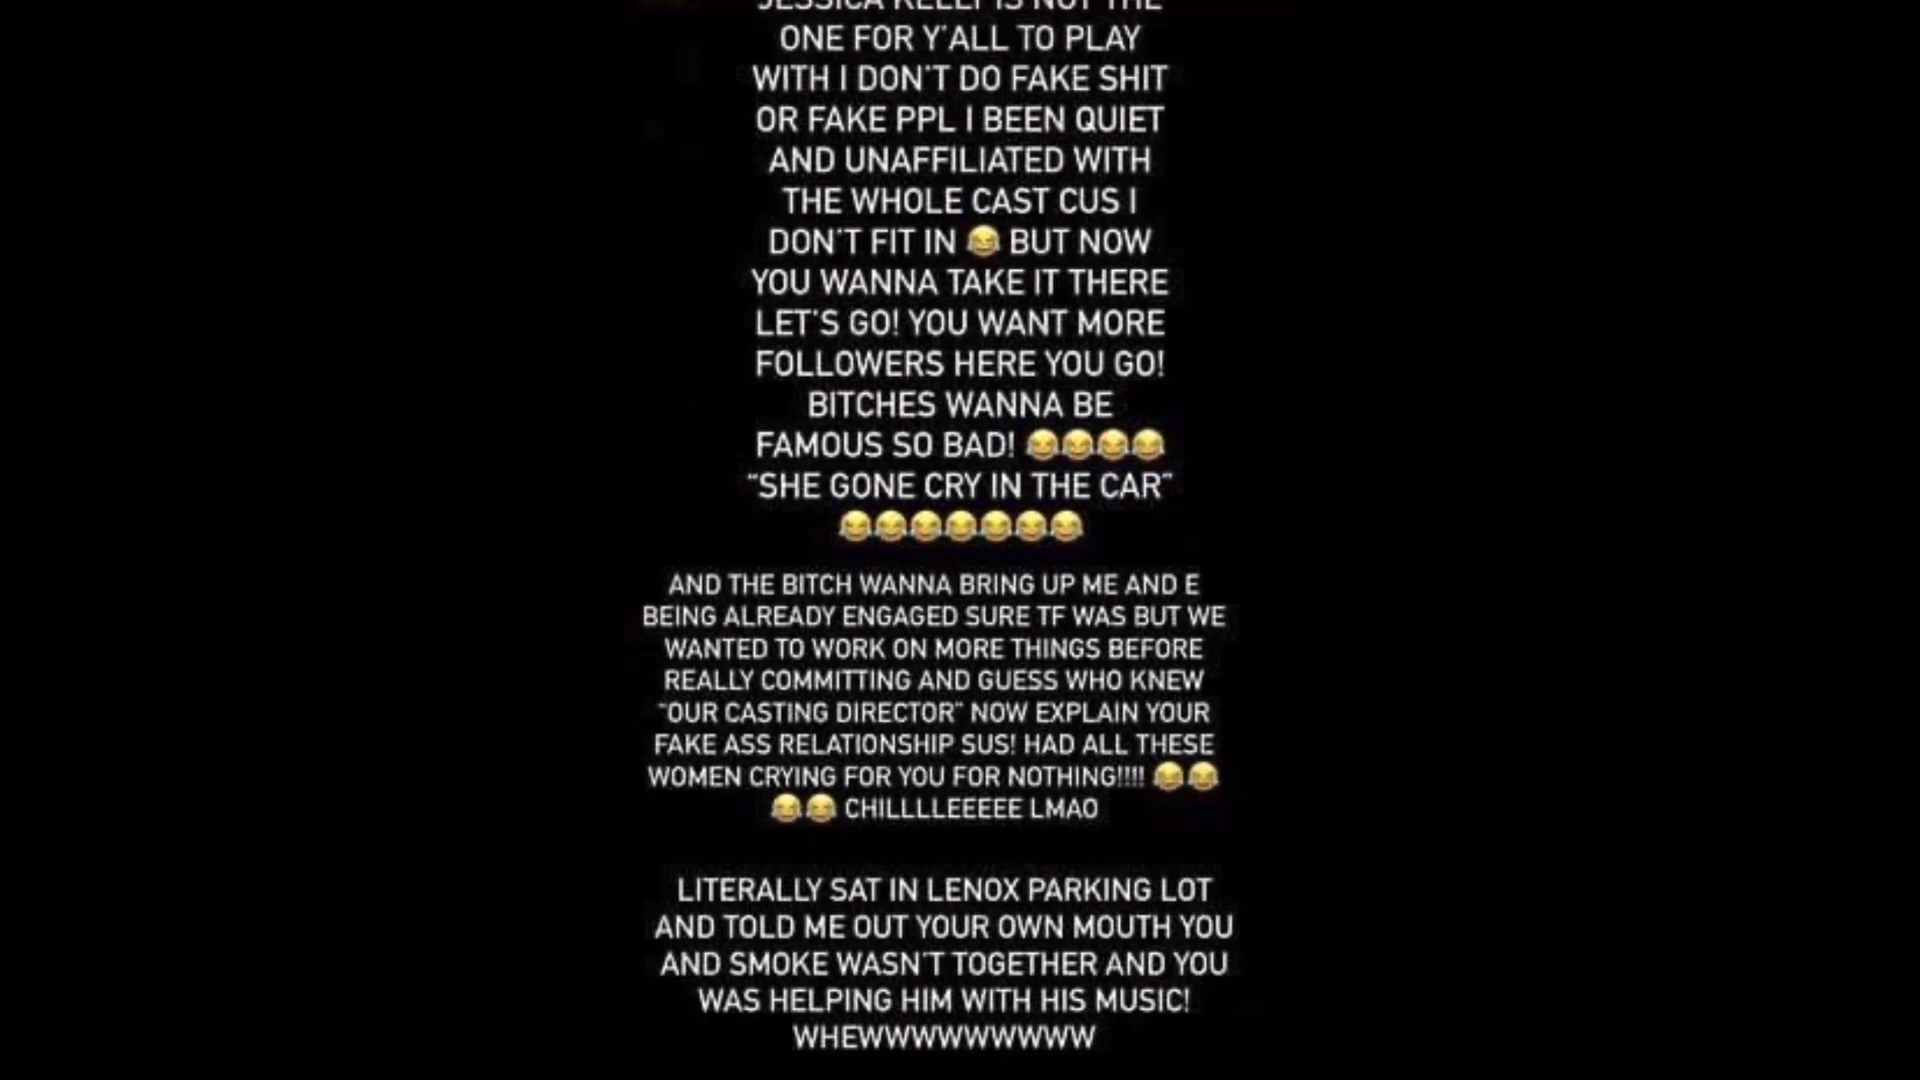 JESSICA KELLI IS NOT THE
ONE FOR Y'ALL TO PLAY
WITH I DON'T DO FAKE SHIT
OR FAKE PPL I BEEN QUIET
AND UNAFFILIATED WITH
THE WHOLE CAST CUS I
DON'T FIT IN 😂 BUT NOW
YOU WANNA TAKE IT THERE
LET'S GO! YOU WANT MORE
FOLLOWERS HERE YOU GO!
BITCHES WANNA BE
FAMOUS SO BAD! 😂😂😂😂
"SHE GONE CRY IN THE CAR"
😂😂😂😂😂😂😂
AND THE BITCH WANNA BRING UP ME AND E
BEING ALREADY ENGAGED SURE TF WAS BUT WE
WANTED TO WORK ON MORE THINGS BEFORE
REALLY COMMITTING AND GUESS WHO KNEW
"OUR CASTING DIRECTOR" NOW EXPLAIN YOUR
FAKE ASS RELATIONSHIP SUS! HAD ALL THESE
WOMEN CRYING FOR YOU FOR NOTHING!!!! 😂😂
😂😂 CHILLLLEEEEE LMAO
LITERALLY SAT IN LENOX PARKING LOT
AND TOLD ME OUT YOUR OWN MOUTH YOU
AND SMOKE WASN'T TOGETHER AND YOU
WAS HELPING HIM WITH HIS MUSIC!
WHEWWWWWWWWW